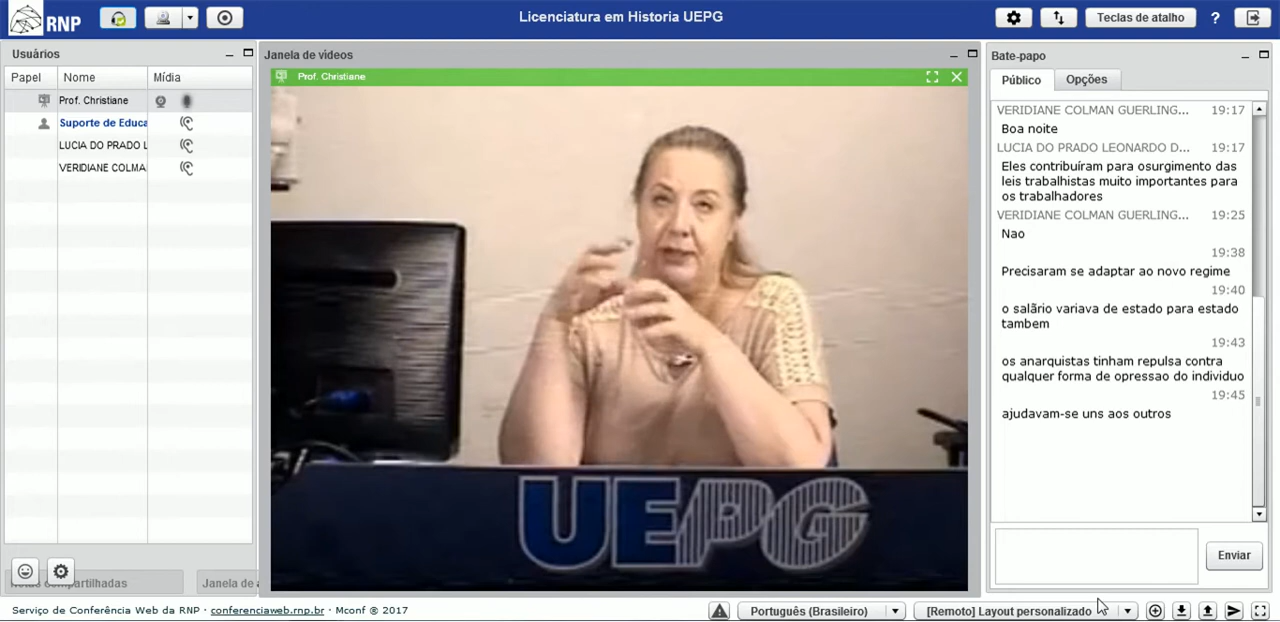 RNP
Licenciatura em Historia UEPG
Teclas de atalho
?
Usuários
Papel Nome Mídia
Prof. Christiane
Suporte de Educa
LUCIA DO PRADO L
VERIDIANE COLMA
Janela de videos
Prof. Christiane
UEPG
Bate-papo
Público Opções
VERIDIANE COLMAN GUERLING... 19:17
Boa noite
LUCIA DO PRADO LEONARDO D... 19:17
Eles contribuíram para osurgimento das
leis trabalhistas muito importantes para
os trabalhadores
VERIDIANE COLMAN GUERLING... 19:25
Nao
19:38
Precisaram se adaptar ao novo regime
19:40
o salãrio variava de estado para estado
tambem
19:43
os anarquistas tinham repulsa contra
qualquer forma de opressao do individuo
19:45
ajudavam-se uns aos outros
Enviar
compartilhadas
Janela de
Serviço de Conferência Web da RNP · conferenciaweb.rnp.br · Mconf ® 2017
Português (Brasileiro)
[Remoto] Layout personalizado